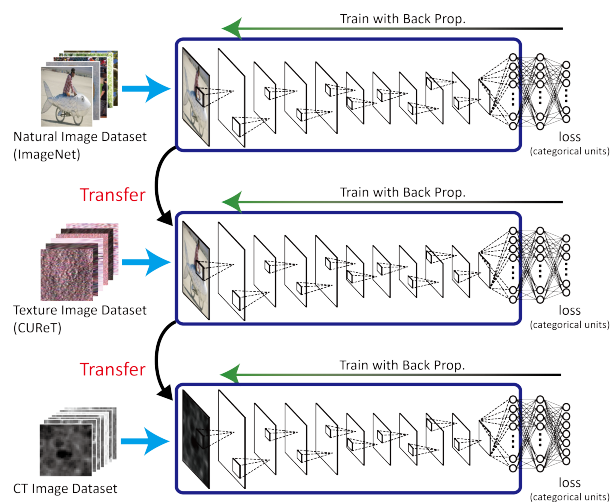 Train with Back Prop.
Natural Image Dataset
(ImageNet)
loss
(categorical units)
Transfer
Train with Back Prop.
Texture Image Dataset
(CUReT)
loss
(categorical units)
Transfer
Train with Back Prop.
CT Image Dataset
loss
(categorical units)